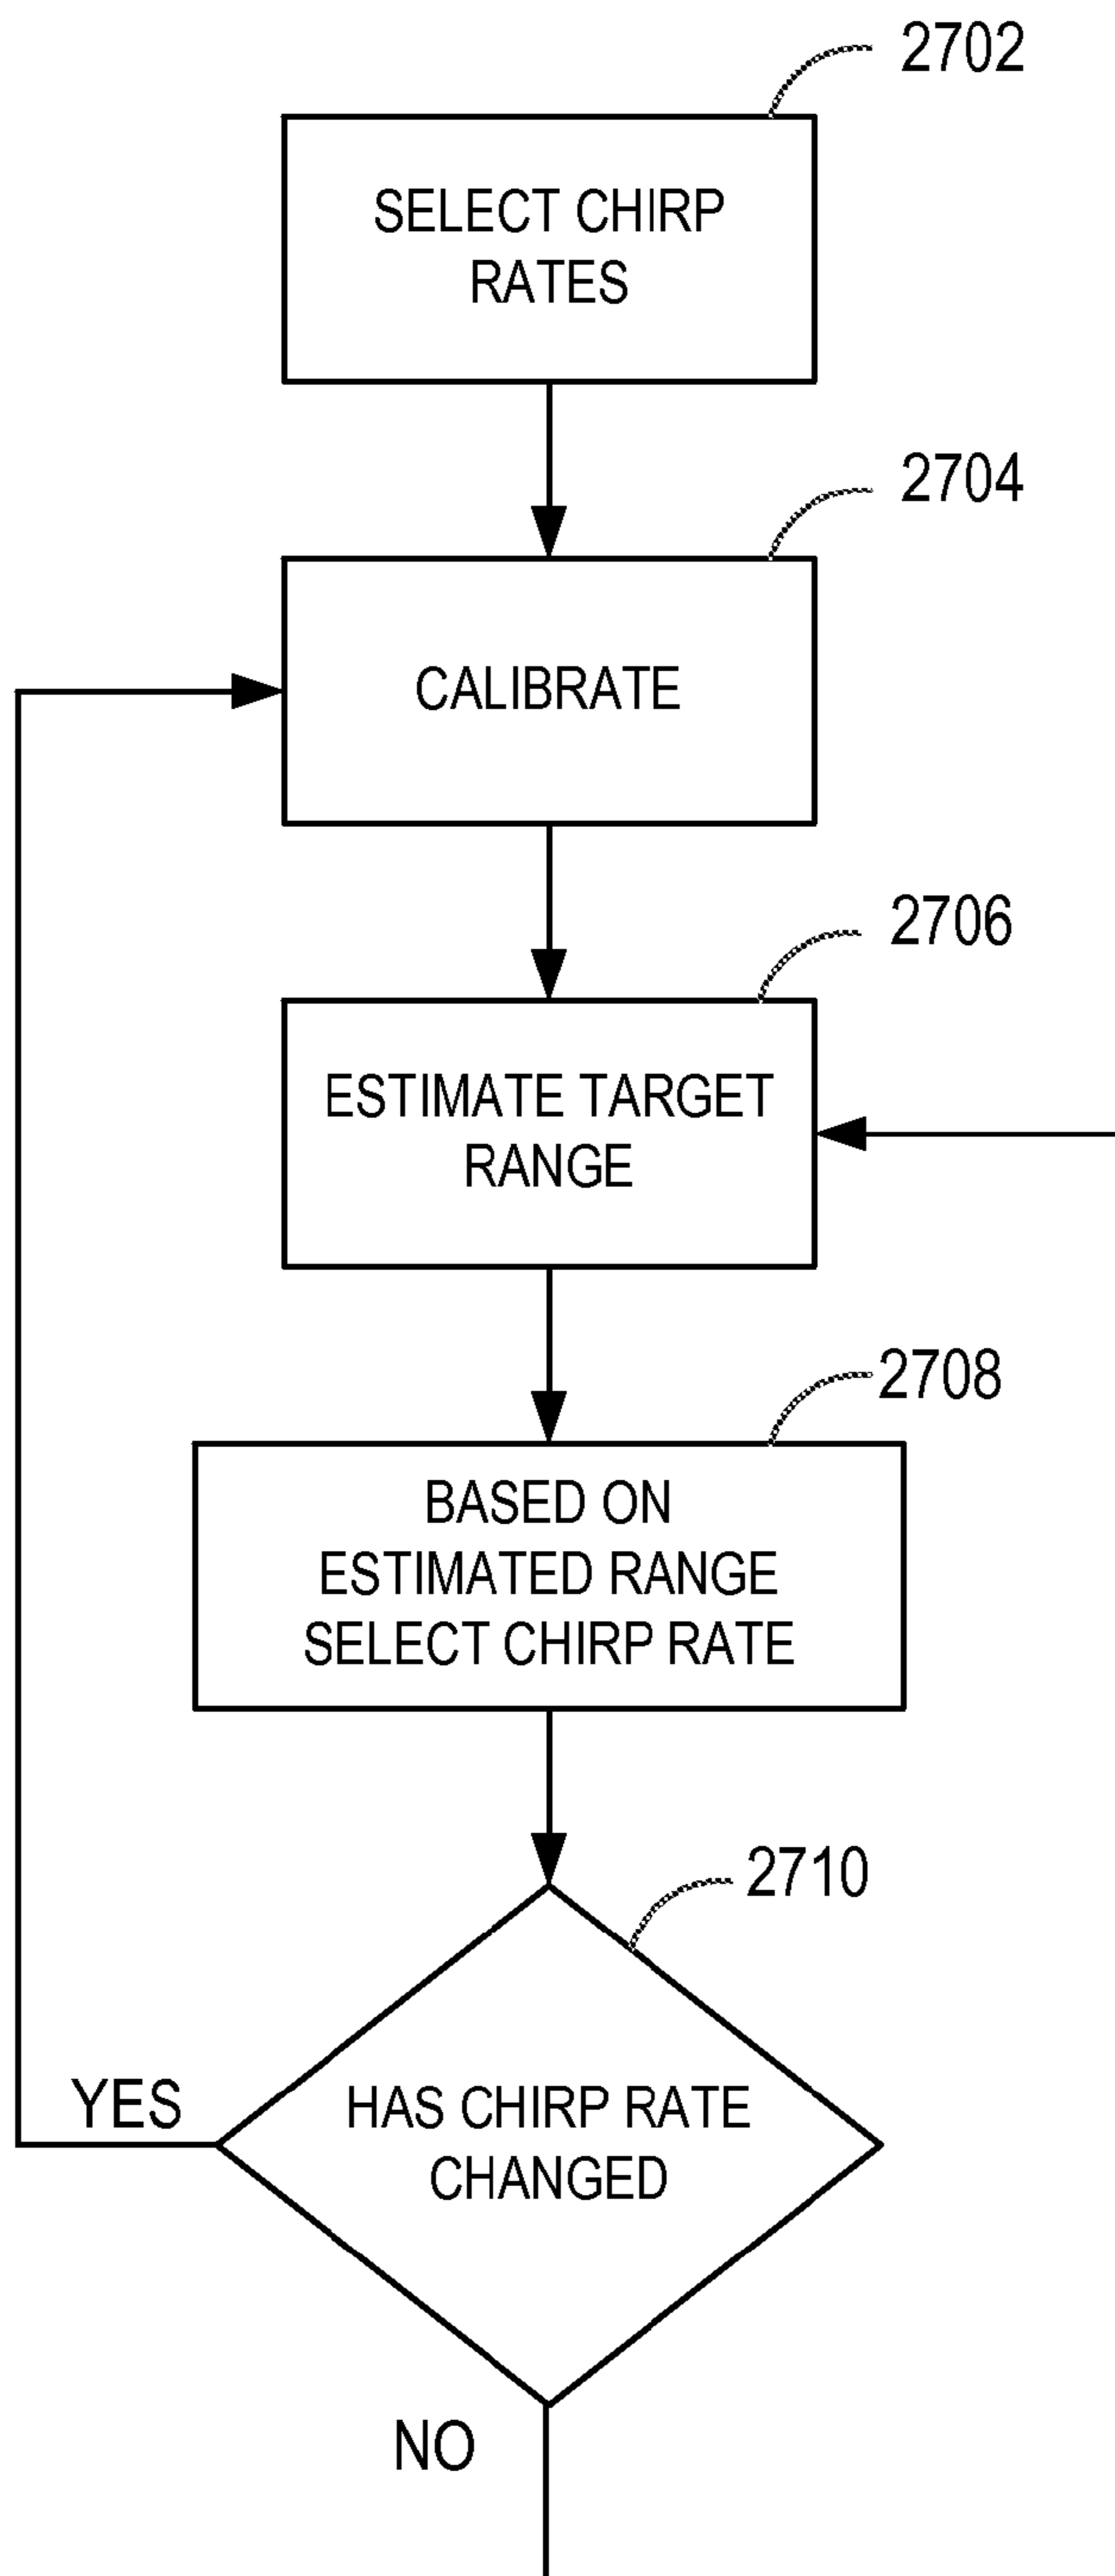 2702
SELECT CHIRP
RATES
2704
CALIBRATE
2706
ESTIMATE TARGET
RANGE
2708
BASED ON
ESTIMATED RANGE
SELECT CHIRP RATE
2710
YES
HAS CHIRP RATE
CHANGED
NO